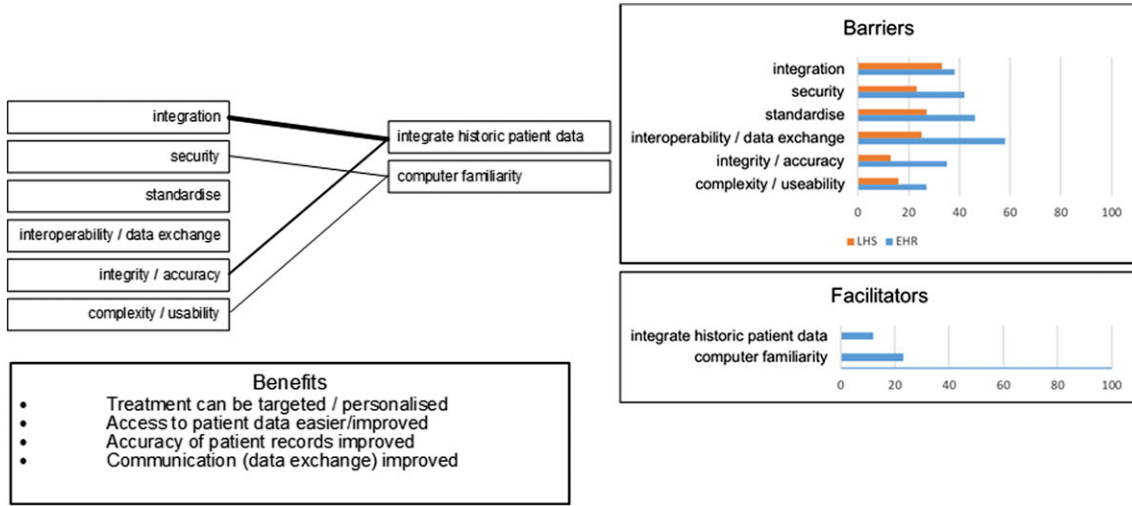 integration
security
standardise
interoperability / data exchange
integrity / accuracy
complexity / usability
integrate historic patient data
computer familiarity
Benefits
• Treatment can be targeted / personalised
• Access to patient data easier/improved
• Accuracy of patient records improved
• Communication (data exchange) improved
Barriers
integration
security
standardise
interoperability / data exchange
integrity / accuracy
complexity / useability
0 20 40 60 80 100
LHS EHR
Facilitators
integrate historic patient data
computer familiarity
0 20 40 60 80 100